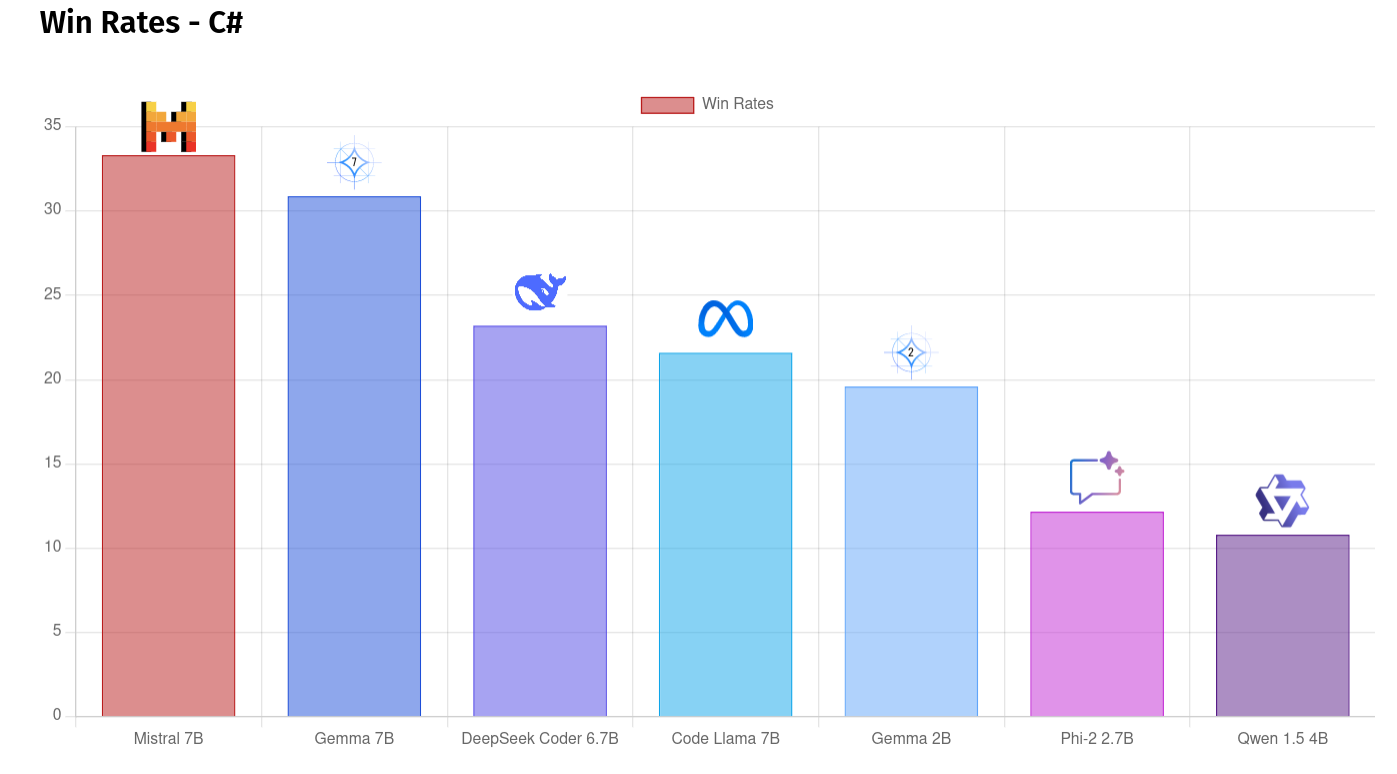 Win Rates - C#
Win Rates
35
30
25
20
15
10
5
0
7
2
Mistral 7B
Gemma 7B
DeepSeek Coder 6.7B
Code Llama 7B
Gemma 2B
Phi-2 2.7B
Qwen 1.5 4B